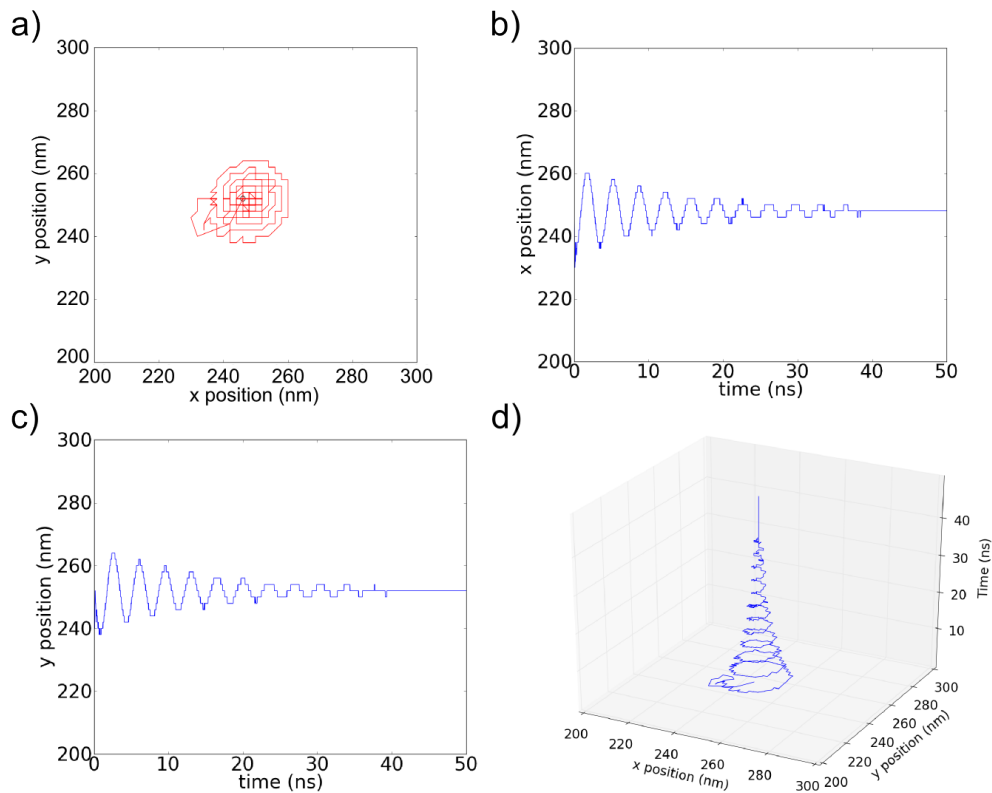 a)
300
280
260
240
220
200
y position (nm)
200 220 240 260 280 300
x position (nm)
b)
300
280
260
240
220
200
x position (nm)
0 10 20 30 40 50
time (ns)
c)
300
280
260
240
220
200
y position (nm)
0 10 20 30 40 50
time (ns)
d)
40
30
20
10
Time (ns)
200 220 240 260 280 300
x position (nm)
200 220 240 260 280 300
y position (nm)